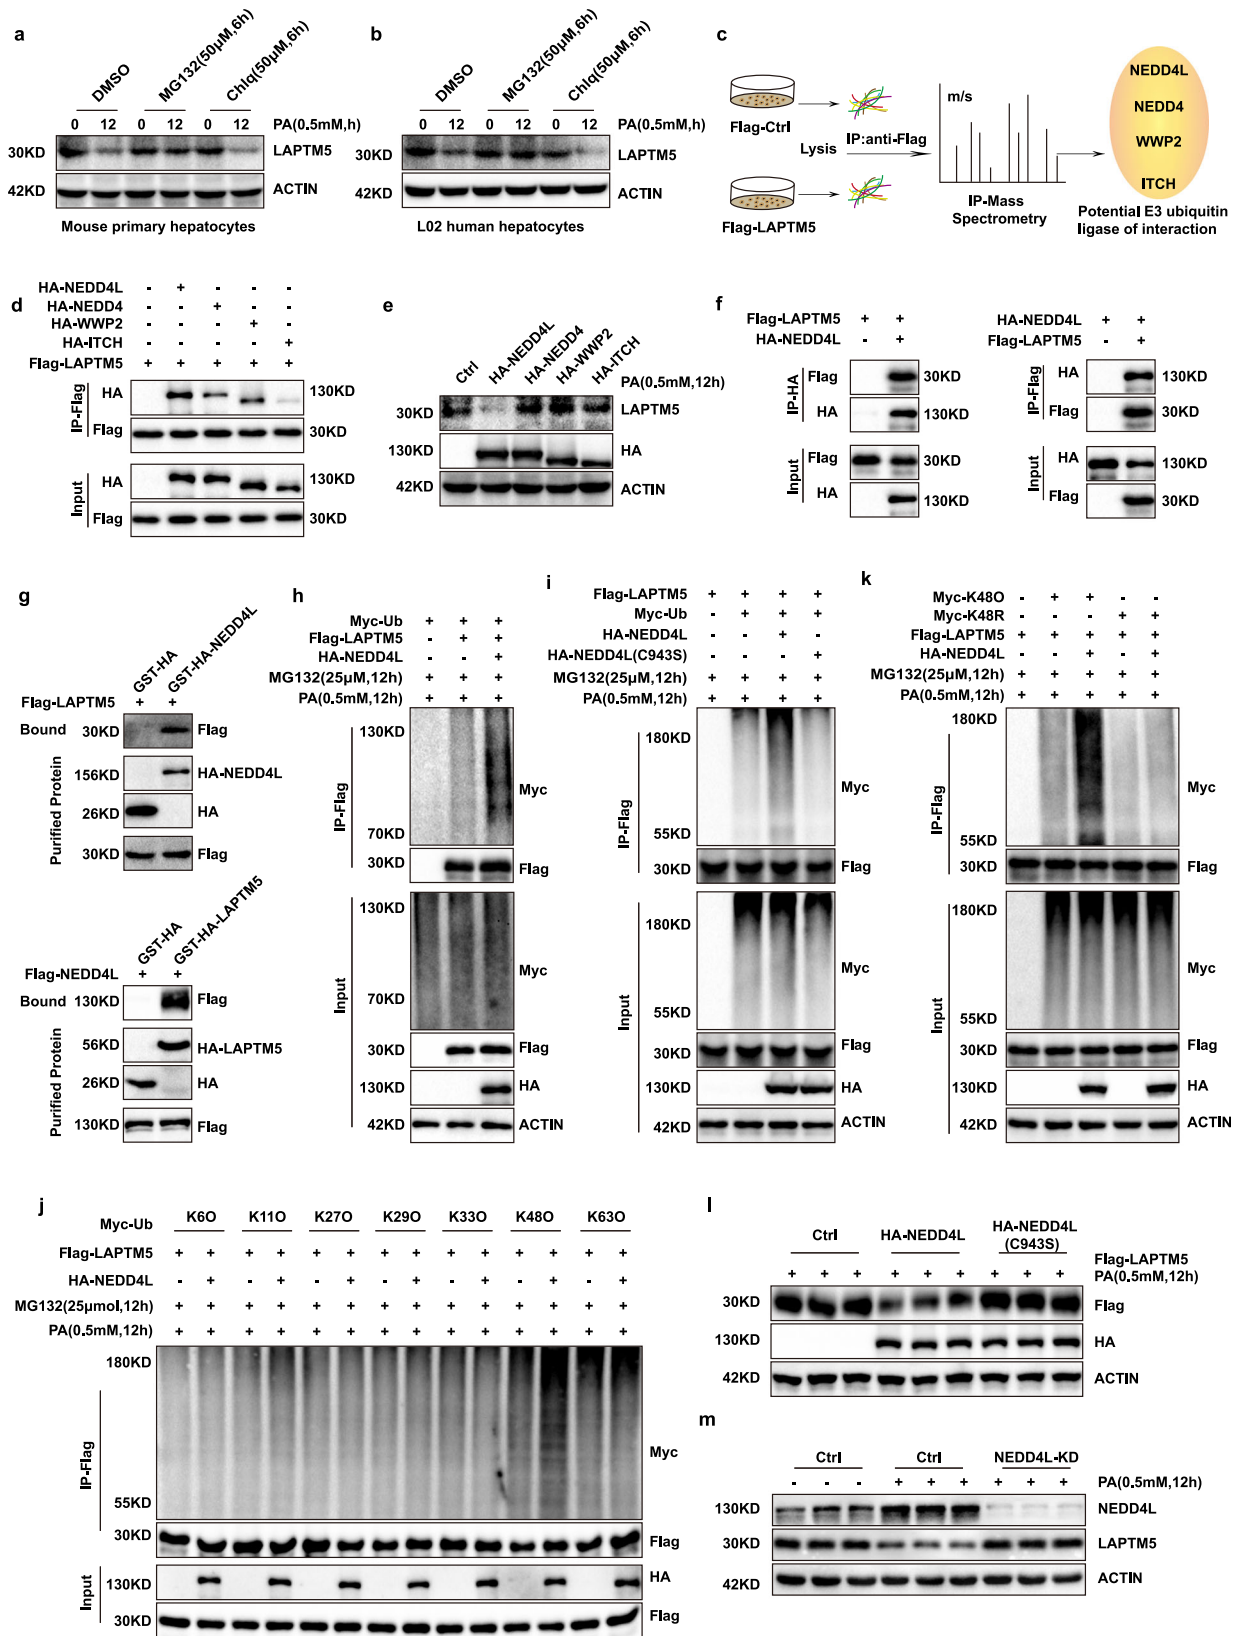 a
DMSO
MG132(50μM,6h)
Chlq(50μM,6h)
0 12 0 12 0 12 PA(0.5mM,h)
30KD LAPTM5
42KD ACTIN
Mouse primary hepatocytes
b
DMSO
MG132(50μM,6h)
Chlq(50μM,6h)
0 12 0 12 0 12 PA(0.5mM,h)
30KD LAPTM5
42KD ACTIN
L02 human hepatocytes
c
Flag-Ctrl
Lysis
IP:anti-Flag
Flag-LAPTM5
m/s
IP-Mass
Spectrometry
NEDD4L
NEDD4
WWP2
ITCH
Potential E3 ubiquitin
ligase of interaction
d
HA-NEDD4L - + - - -
HA-NEDD4 - - + - -
HA-WWP2 - - - + -
HA-ITCH - - - - +
Flag-LAPTM5 + + + + +
IP-Flag
HA 130KD
Flag 30KD
Input
HA 130KD
Flag 30KD
e
Ctrl
HA-NEDD4L
HA-NEDD4
HA-WWP2
HA-ITCH
PA(0.5mM,12h)
30KD LAPTM5
130KD HA
42KD ACTIN
f
Flag-LAPTM5 + +
HA-NEDD4L - +
IP-HA
Flag 30KD
HA 130KD
Input
Flag 30KD
HA 130KD
HA-NEDD4L + +
Flag-LAPTM5 - +
IP-Flag
HA 130KD
Flag 30KD
Input
HA 130KD
Flag 30KD
g
GST-HA
GST-HA-NEDD4L
Flag-LAPTM5 + +
Bound 30KD Flag
Purified Protein
156KD HA-NEDD4L
26KD HA
30KD Flag
GST-HA
GST-HA-LAPTM5
Flag-NEDD4L + +
Bound 130KD Flag
Purified Protein
56KD HA-LAPTM5
26KD HA
130KD Flag
h
Myc-Ub + + +
Flag-LAPTM5 - + +
HA-NEDD4L - - +
MG132(25μM,12h) + + +
PA(0.5mM,12h) + + +
IP-Flag
130KD
Myc
70KD
30KD Flag
Input
130KD
Myc
70KD
30KD Flag
130KD HA
42KD ACTIN
i
Flag-LAPTM5 + + + +
Myc-Ub - + + +
HA-NEDD4L - - + -
HA-NEDD4L(C943S) - - - +
MG132(25μM,12h) + + + +
PA(0.5mM,12h) + + + +
IP-Flag
180KD
Myc
55KD
30KD Flag
Input
180KD
Myc
55KD
30KD Flag
130KD HA
42KD ACTIN
k
Myc-K48O - + + - -
Myc-K48R - - - + +
Flag-LAPTM5 + + + + +
HA-NEDD4L - - + - +
MG132(25μM,12h) + + + + +
PA(0.5mM,12h) + + + + +
IP-Flag
180KD
Myc
55KD
30KD Flag
Input
180KD
Myc
55KD
30KD Flag
130KD HA
42KD ACTIN
j
Myc-Ub K6O K11O K27O K29O K33O K48O K63O
Flag-LAPTM5 + + + + + + + + + + + + + +
HA-NEDD4L - + - + - + - + - + - + - +
MG132(25μmol,12h) + + + + + + + + + + + + + +
PA(0.5mM,12h) + + + + + + + + + + + + + +
IP-Flag
180KD
Myc
55KD
30KD Flag
Input
130KD HA
30KD Flag
l
Ctrl HA-NEDD4L HA-NEDD4L
(C943S)
Flag-LAPTM5
+ + + + + + + + + PA(0.5mM,12h)
30KD Flag
130KD HA
42KD ACTIN
m
Ctrl Ctrl NEDD4L-KD
- - - + + + + + + PA(0.5mM,12h)
130KD NEDD4L
30KD LAPTM5
42KD ACTIN